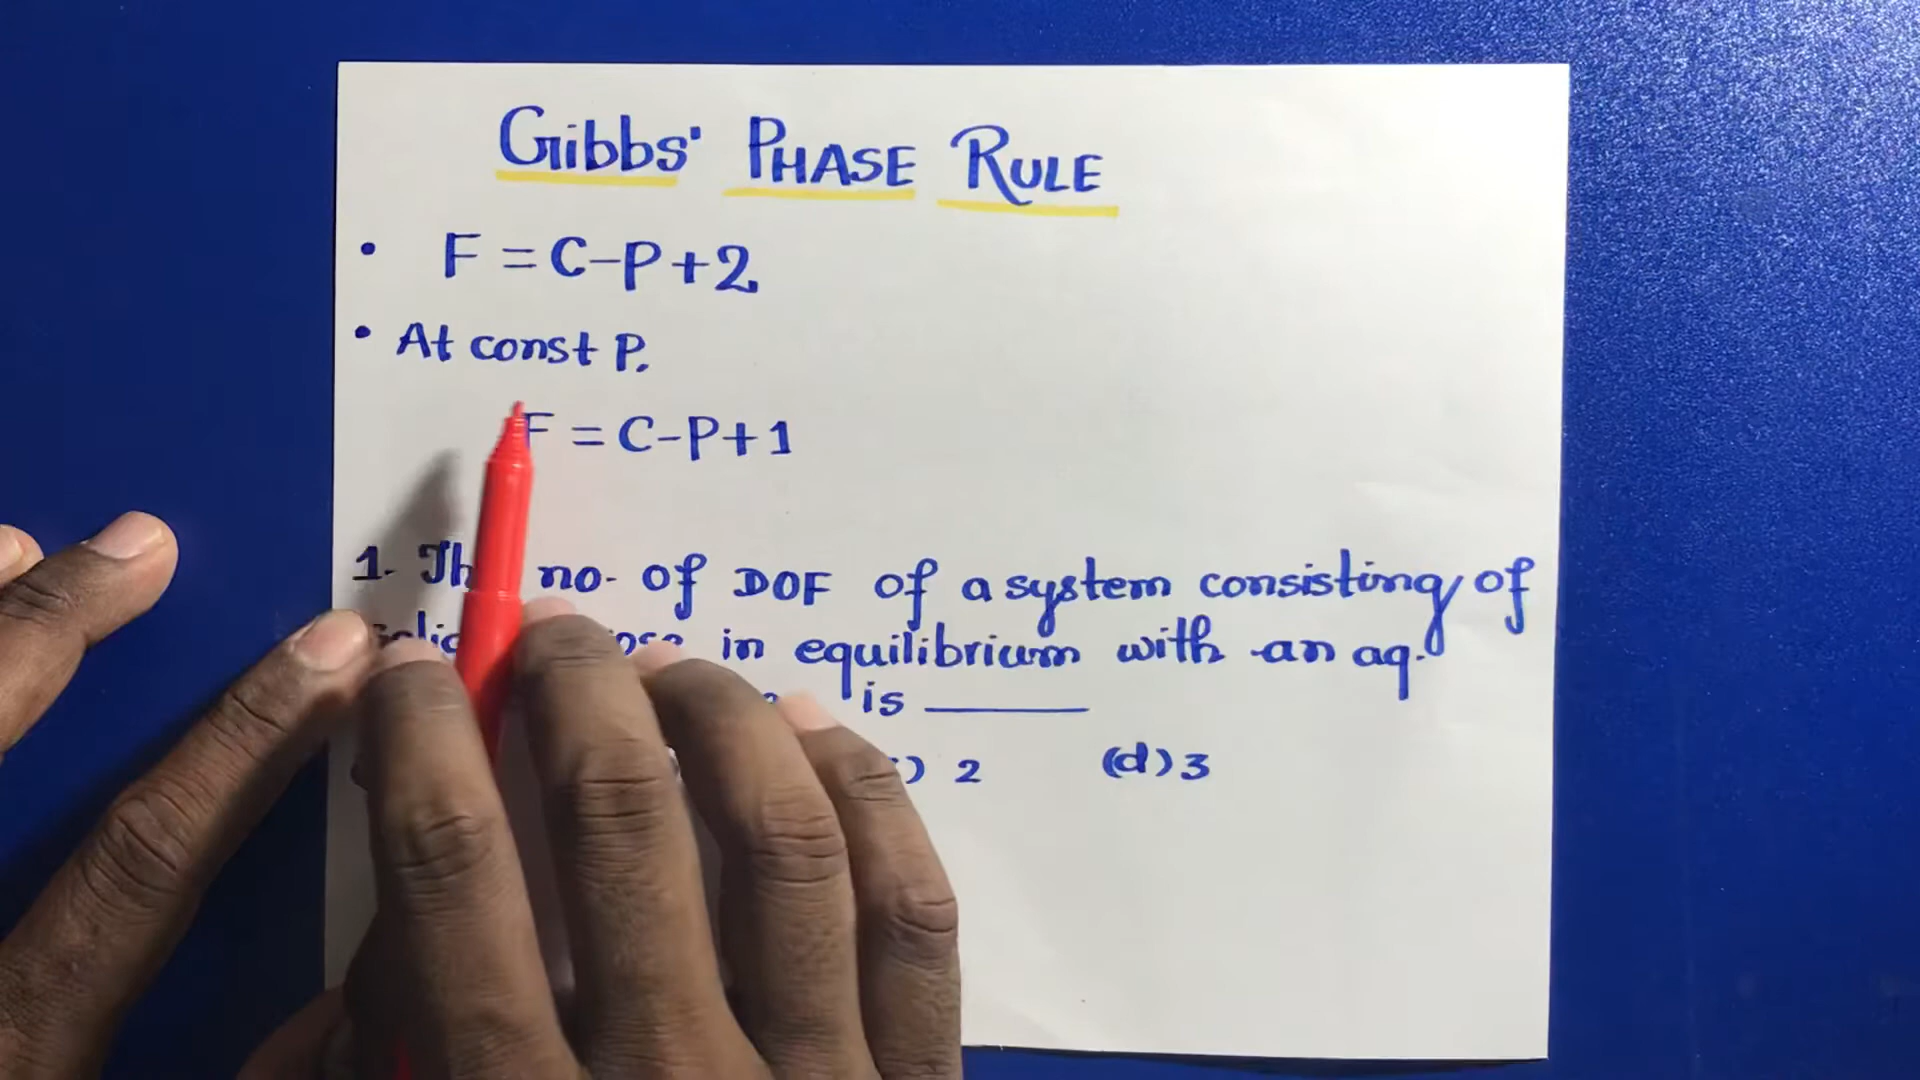 Gibbs' PHASE RULE
• F = C-P+2
• At const P.
F = C-P+1
1. The no. of DOF of a system consisting of
in equilibrium with an aq.
is ______
2 (d) 3